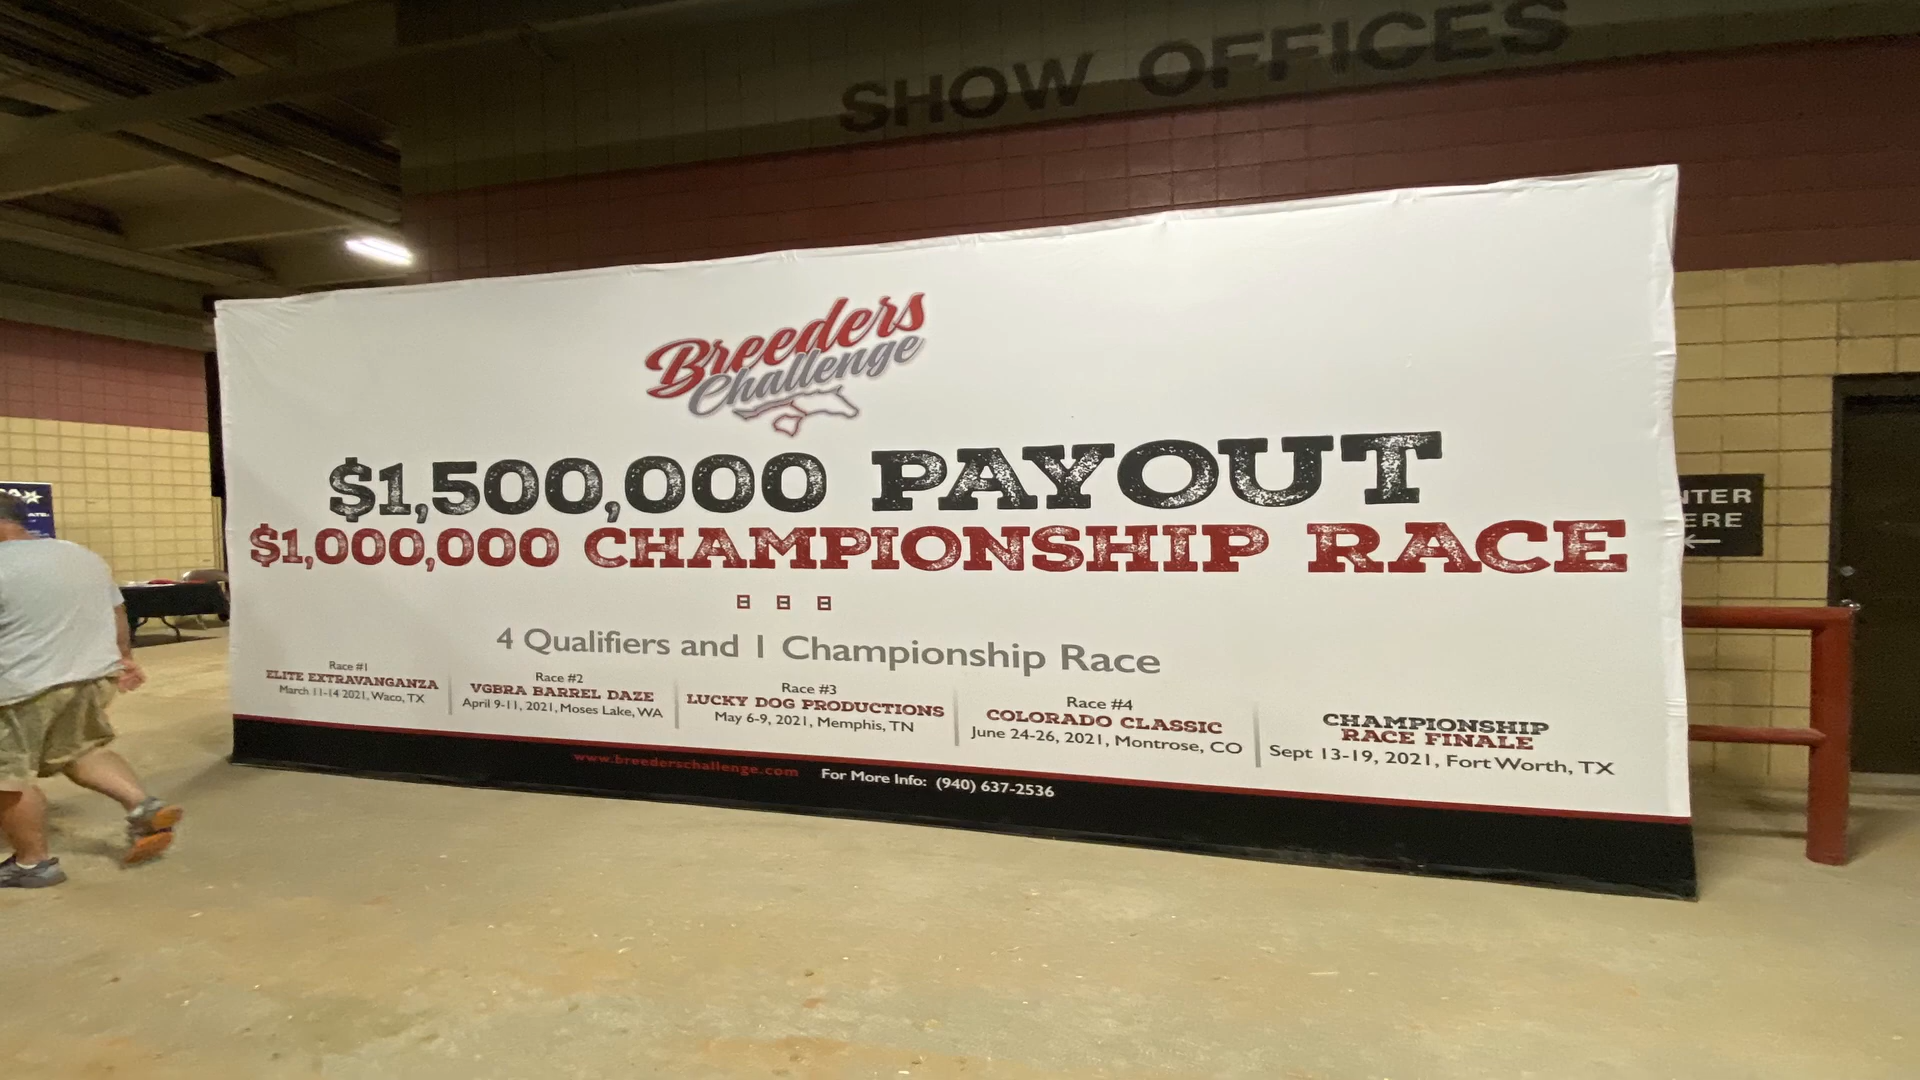 SHOW OFFICES
Breeders
Challenge
$1,500,000 PAYOUT
$1,000,000 CHAMPIONSHIP RACE
4 Qualifiers and 1 Championship Race
Race #1
ELITE EXTRAVANGANZA
March 11-14 2021, Waco, TX
Race #2
VGBRA BARREL DAZE
April 9-11, 2021, Moses Lake, WA
Race #3
LUCKY DOG PRODUCTIONS
May 6-9, 2021, Memphis, TN
Race #4
COLORADO CLASSIC
June 24-26, 2021, Montrose, CO
CHAMPIONSHIP
RACE FINALE
Sept 13-19, 2021, Fort Worth, TX
www.breederschallenge.com For More Info: (940) 637-2536
NTER
ERE